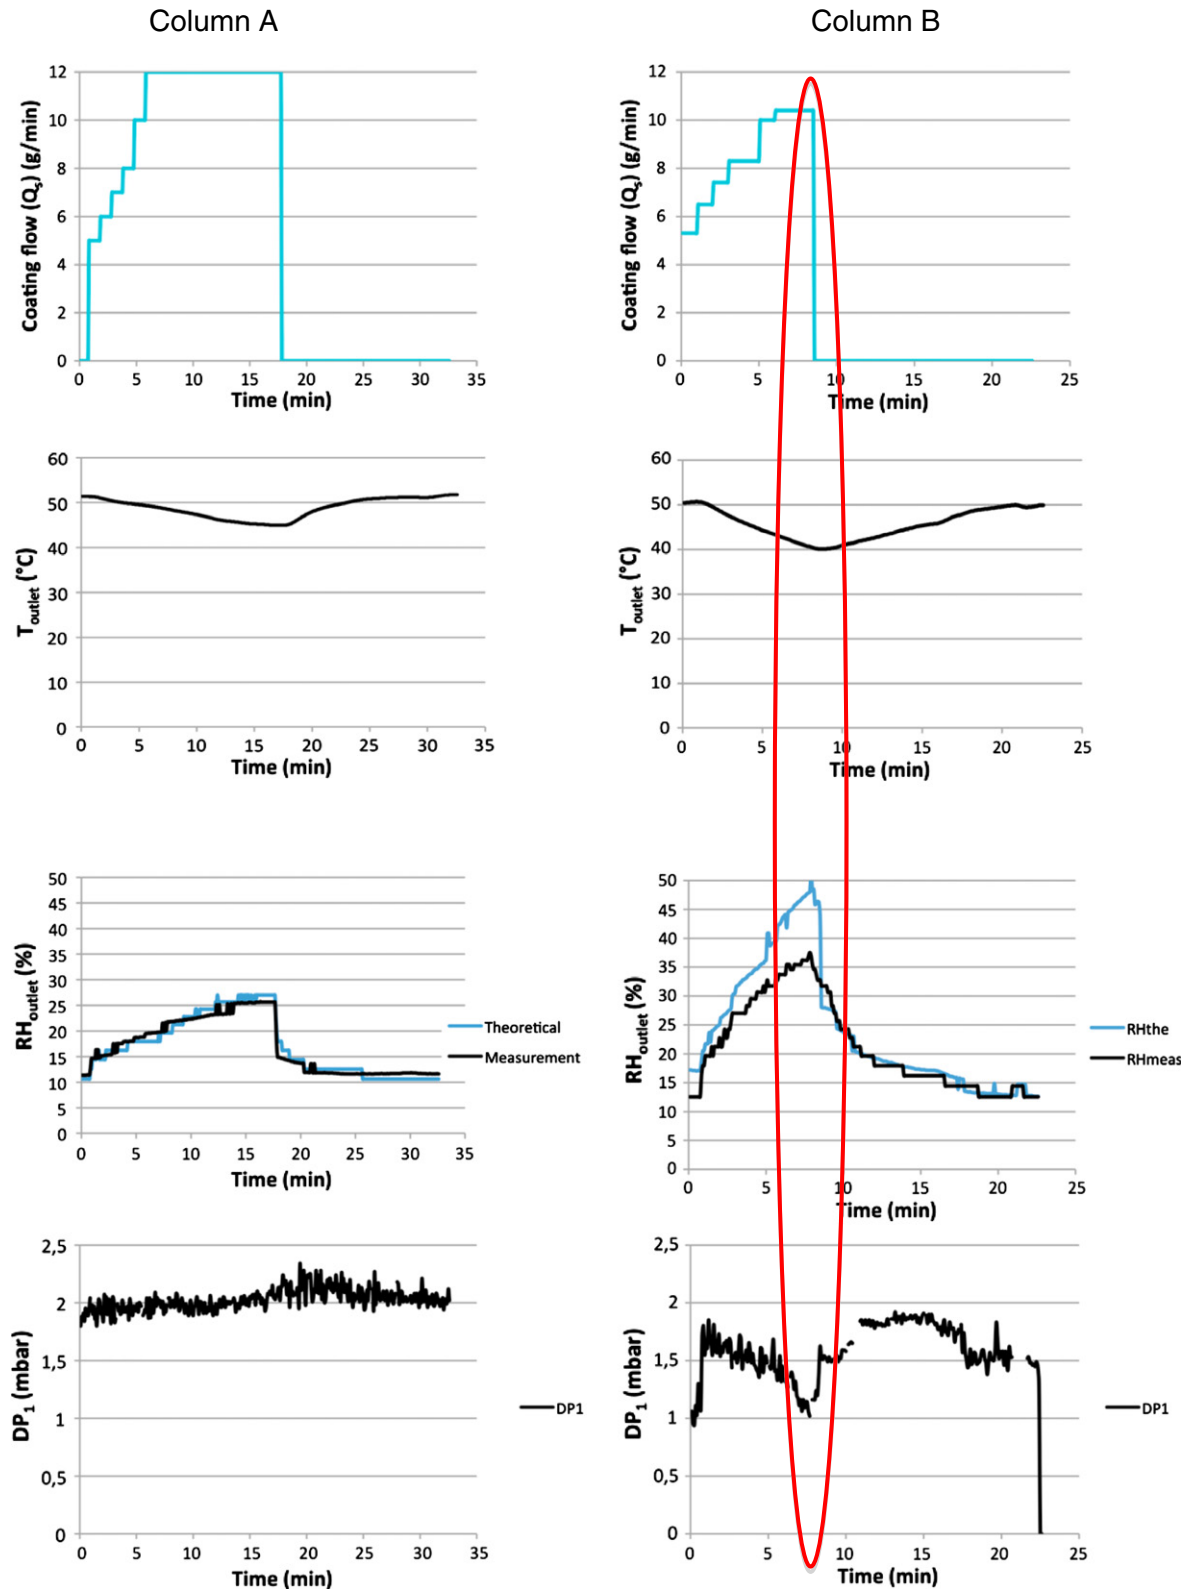 Column A
Column B
Coating flow (Qs) (g/min)
12
10
8
6
4
2
0
0 5 10 15 20 25 30 35
Time (min)
Coating flow (Qs) (g/min)
12
10
8
6
4
2
0
0 5 10 15 20 25
Time (min)
Toutlet (°C)
60
50
40
30
20
10
0
0 5 10 15 20 25 30 35
Time (min)
Toutlet (°C)
60
50
40
30
20
10
0
0 5 10 15 20 25
Time (min)
RHoutlet (%)
50
45
40
35
30
25
20
15
10
5
0
0 5 10 15 20 25 30 35
Time (min)
Theoretical
Measurement
RHoutlet (%)
50
45
40
35
30
25
20
15
10
5
0
0 5 10 15 20 25
Time (min)
RHthe
RHmeas
DP1 (mbar)
2,5
2
1,5
1
0,5
0
0 5 10 15 20 25 30 35
Time (min)
DP1
DP1 (mbar)
2,5
2
1,5
1
0,5
0
0 5 10 15 20 25
Time (min)
DP1